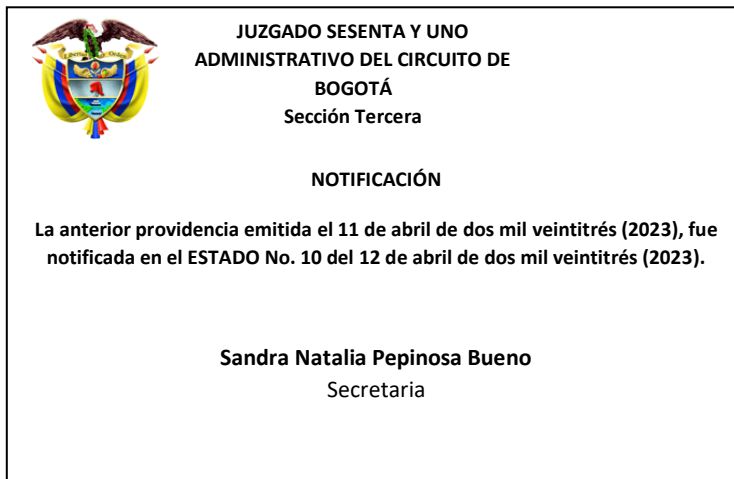 JUZGADO SESENTA Y UNO
ADMINISTRATIVO DEL CIRCUITO DE
BOGOTÁ
Sección Tercera
NOTIFICACIÓN
La anterior providencia emitida el 11 de abril de dos mil veintitrés (2023), fue
notificada en el ESTADO No. 10 del 12 de abril de dos mil veintitrés (2023).
Sandra Natalia Pepinosa Bueno
Secretaria